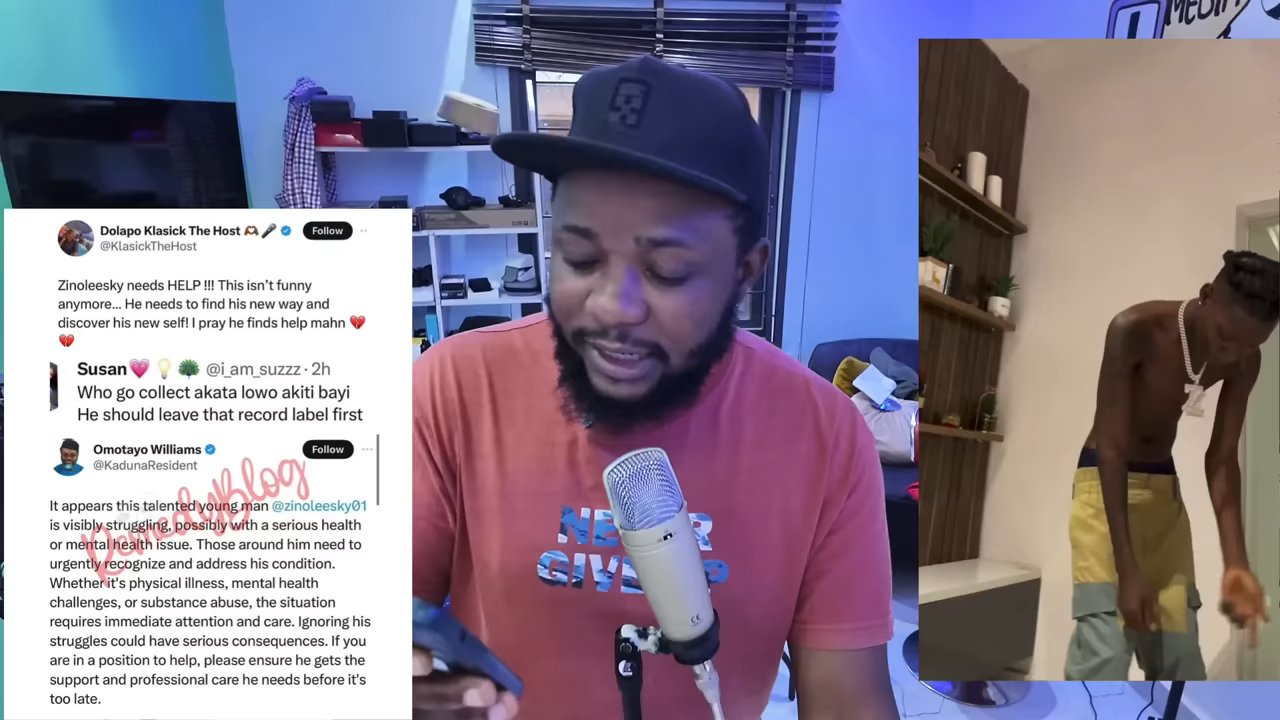 MEDIA
Dolapo Klasick The Host 🫶🏾🎤
Follow
@KlasickTheHost
Zinoleesky needs HELP !!! This isn’t funny
anymore... He needs to find his new way and
discover his new self! I pray he finds help mahn 💔
💔
Susan💗💡🌳 @i_am_suzzz · 2h
Who go collect akata lowo akiti bayi
He should leave that record label first
Omotayo Williams
Follow
@KadunaResident
It appears this talented young man @zinoleesky01
is visibly struggling, possibly with a serious health
or mental health issue. Those around him need to
urgently recognize and address his condition.
Whether it's physical illness, mental health
challenges, or substance abuse, the situation
requires immediate attention and care. Ignoring his
struggles could have serious consequences. If you
are in a position to help, please ensure he gets the
support and professional care he needs before it's
too late.
RemedyBlog
NEVER
GIVE UP
CE